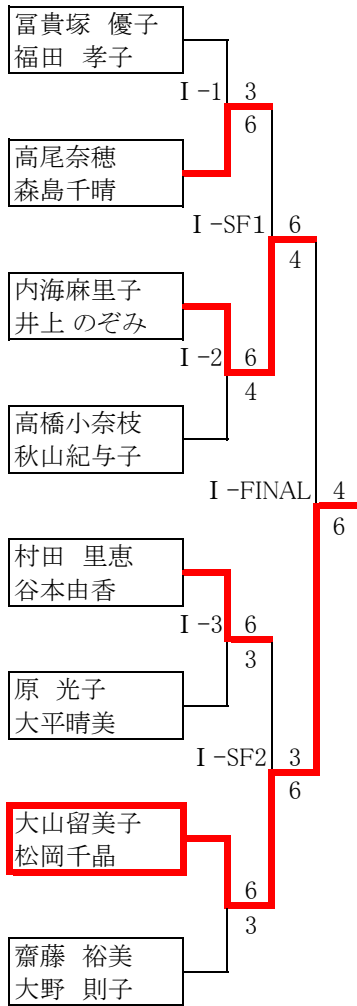 冨貴塚 優子
福田 孝子
I-1
3
6
高尾奈穂
森島千晴
I-SF1
6
4
内海麻里子
井上 のぞみ
I-2
6
4
高橋小奈枝
秋山紀与子
I-FINAL
4
6
村田 里恵
谷本由香
I-3
6
3
原 光子
大平晴美
I-SF2
3
6
大山留美子
松岡千晶
6
3
齋藤 裕美
大野 則子